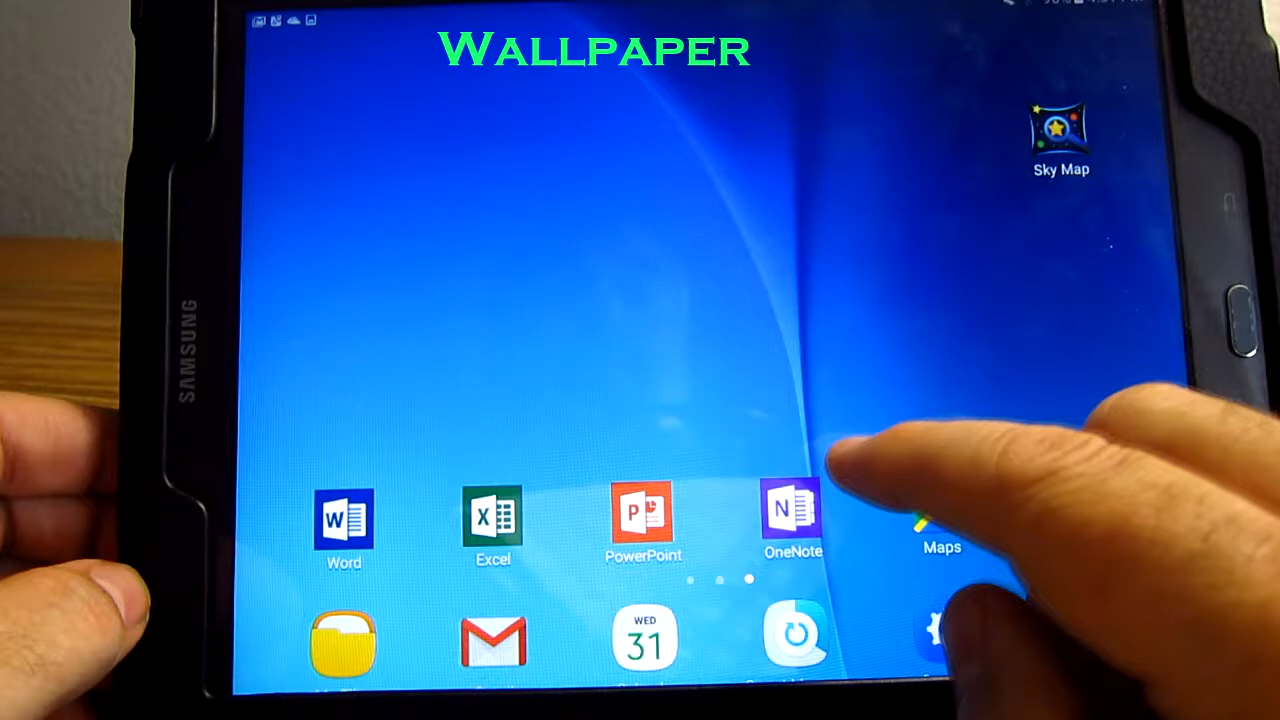 WALLPAPER
Sky Map
SAMSUNG
W
X
P
N
Word
Excel
PowerPoint
OneNote
Maps
WED
31